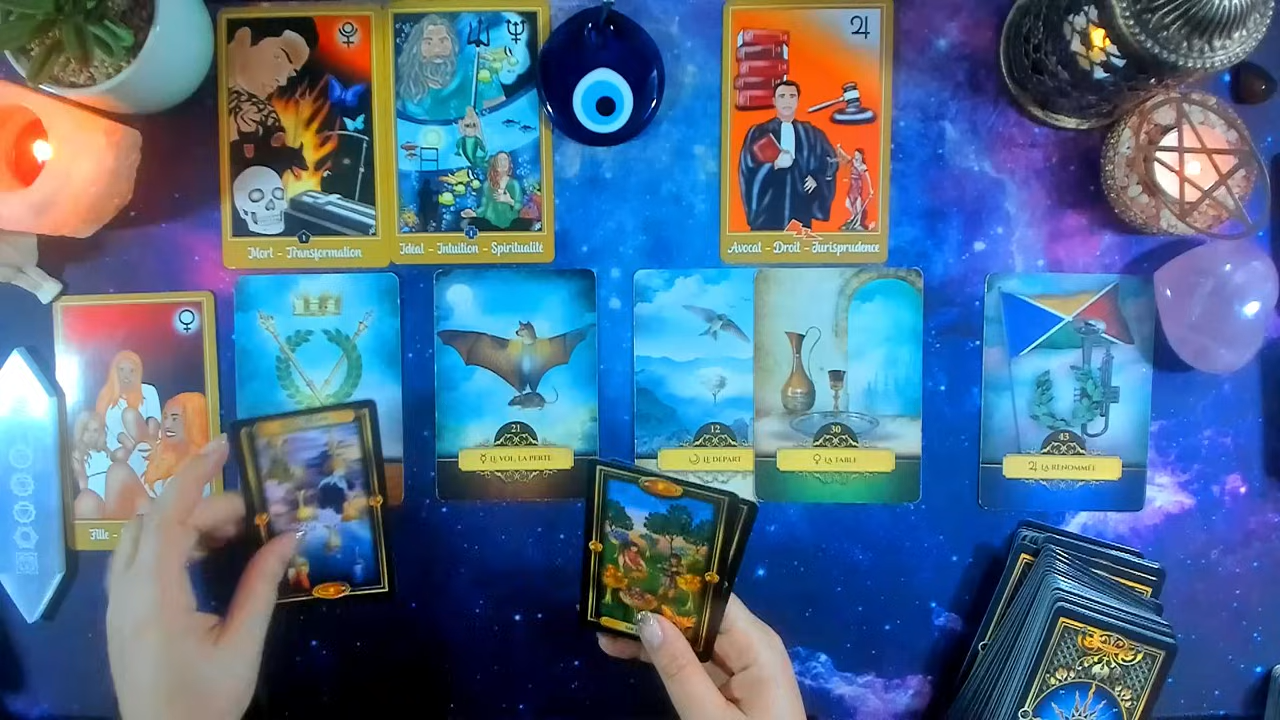 Mort - Transformation
Idéal - Intuition - Spiritualité
Avocat - Droit - Jurisprudence
Fille -
21
LE VOL; LA PERTE
12
LE DÉPART
30
LA TABLE
43
LA RENOMMÉE